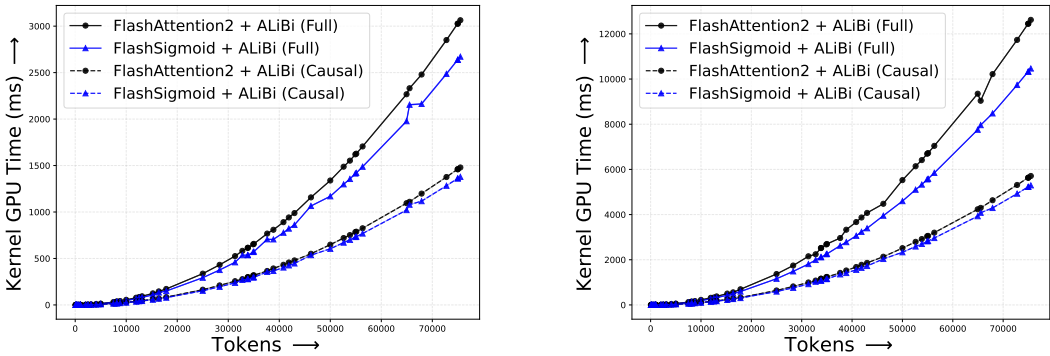 Kernel GPU Time (ms) →
3000
2500
2000
1500
1000
500
0
FlashAttention2 + ALiBi (Full)
FlashSigmoid + ALiBi (Full)
FlashAttention2 + ALiBi (Causal)
FlashSigmoid + ALiBi (Causal)
0 10000 20000 30000 40000 50000 60000 70000
Tokens →
Kernel GPU Time (ms) →
12000
10000
8000
6000
4000
2000
0
FlashAttention2 + ALiBi (Full)
FlashSigmoid + ALiBi (Full)
FlashAttention2 + ALiBi (Causal)
FlashSigmoid + ALiBi (Causal)
0 10000 20000 30000 40000 50000 60000 70000
Tokens →